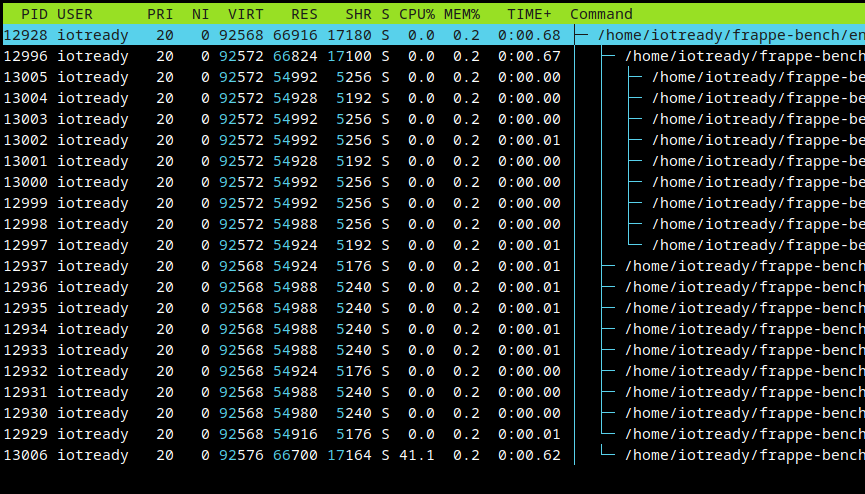 PID USER PRI NI VIRT RES SHR S CPU% MEM% TIME+ Command
12928 iotready 20 0 92568 66916 17180 S 0.0 0.2 0:00.68 ├─ /home/iotready/frappe-bench/en
12996 iotready 20 0 92572 66824 17100 S 0.0 0.2 0:00.67 │ ├─ /home/iotready/frappe-bench
13005 iotready 20 0 92572 54992 5256 S 0.0 0.2 0:00.00 │ │ ├─ /home/iotready/frappe-be
13004 iotready 20 0 92572 54928 5192 S 0.0 0.2 0:00.00 │ │ ├─ /home/iotready/frappe-be
13003 iotready 20 0 92572 54992 5256 S 0.0 0.2 0:00.00 │ │ ├─ /home/iotready/frappe-be
13002 iotready 20 0 92572 54992 5256 S 0.0 0.2 0:00.01 │ │ ├─ /home/iotready/frappe-be
13001 iotready 20 0 92572 54928 5192 S 0.0 0.2 0:00.00 │ │ ├─ /home/iotready/frappe-be
13000 iotready 20 0 92572 54992 5256 S 0.0 0.2 0:00.00 │ │ ├─ /home/iotready/frappe-be
12999 iotready 20 0 92572 54992 5256 S 0.0 0.2 0:00.00 │ │ ├─ /home/iotready/frappe-be
12998 iotready 20 0 92572 54988 5256 S 0.0 0.2 0:00.01 │ │ ├─ /home/iotready/frappe-be
12997 iotready 20 0 92572 54924 5192 S 0.0 0.2 0:00.01 │ │ └─ /home/iotready/frappe-be
12937 iotready 20 0 92568 54924 5176 S 0.0 0.2 0:00.01 │ ├─ /home/iotready/frappe-bench
12936 iotready 20 0 92568 54988 5240 S 0.0 0.2 0:00.01 │ ├─ /home/iotready/frappe-bench
12935 iotready 20 0 92568 54988 5240 S 0.0 0.2 0:00.01 │ ├─ /home/iotready/frappe-bench
12934 iotready 20 0 92568 54988 5240 S 0.0 0.2 0:00.01 │ ├─ /home/iotready/frappe-bench
12933 iotready 20 0 92568 54988 5240 S 0.0 0.2 0:00.01 │ ├─ /home/iotready/frappe-bench
12932 iotready 20 0 92568 54924 5176 S 0.0 0.2 0:00.00 │ ├─ /home/iotready/frappe-bench
12931 iotready 20 0 92568 54988 5240 S 0.0 0.2 0:00.00 │ ├─ /home/iotready/frappe-bench
12930 iotready 20 0 92568 54980 5240 S 0.0 0.2 0:00.00 │ ├─ /home/iotready/frappe-bench
12929 iotready 20 0 92568 54916 5176 S 0.0 0.2 0:00.01 │ └─ /home/iotready/frappe-bench
13006 iotready 20 0 92576 66700 17164 S 41.1 0.2 0:00.62 │ └─ /home/iotready/frappe-bench